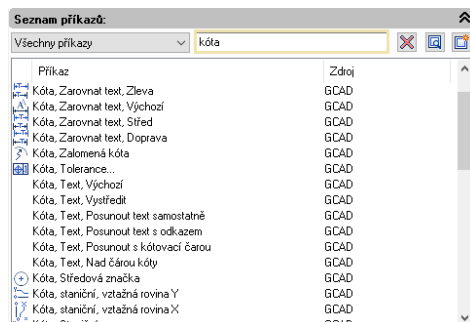 Seznam příkazů:
Všechny příkazy kóta
Příkaz Zdroj
Kóta, Zarovnat text, Zleva GCAD
Kóta, Zarovnat text, Výchozí GCAD
Kóta, Zarovnat text, Střed GCAD
Kóta, Zarovnat text, Doprava GCAD
Kóta, Zalomená kóta GCAD
Kóta, Tolerance... GCAD
Kóta, Text, Výchozí GCAD
Kóta, Text, Vystředit GCAD
Kóta, Text, Posunout text samostatně GCAD
Kóta, Text, Posunout text s odkazem GCAD
Kóta, Text, Posunout s kótovací čarou GCAD
Kóta, Text, Nad čárou kóty GCAD
Kóta, Středová značka GCAD
Kóta, staniční, vztažná rovina Y GCAD
Kóta, staniční, vztažná rovina X GCAD